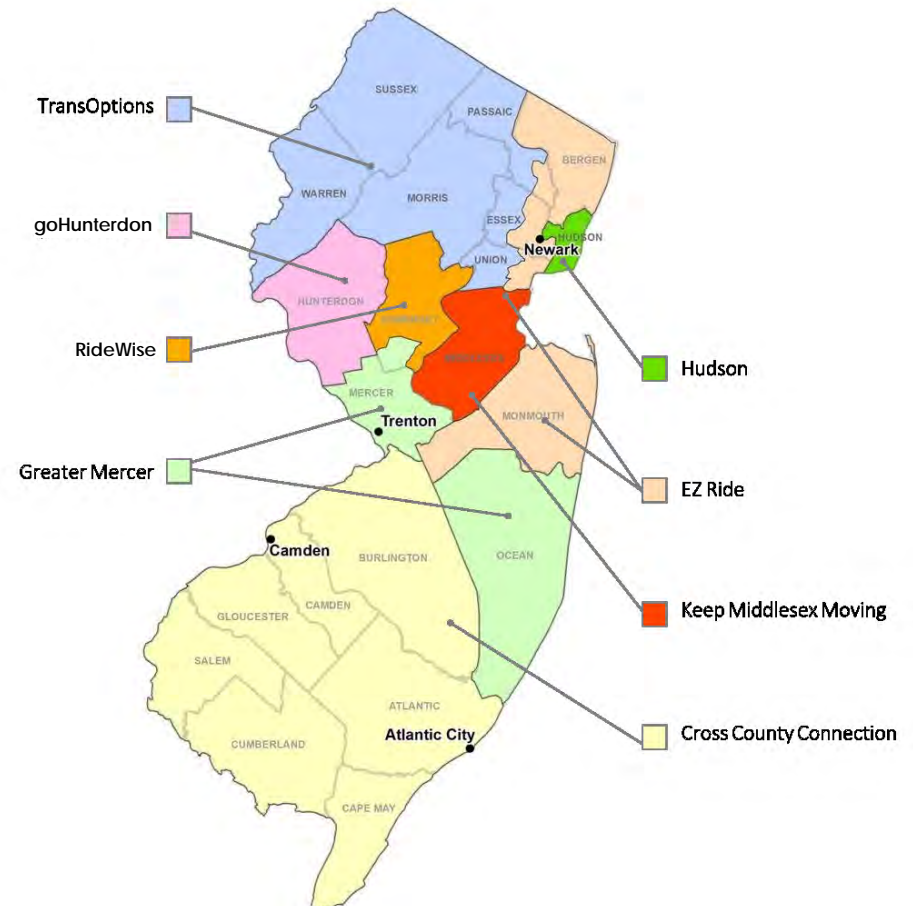 SUSSEX
TransOptions
PASSAIC
BERGEN
WARREN
MORRIS
goHunterdon
ESSEX
HUDSON
Newark
UNION
HUNTERDON
SOMERSET
RideWise
MIDDLESEX
Hudson
MERCER
MONMOUTH
Trenton
Greater Mercer
EZ Ride
Camden
BURLINGTON
OCEAN
CAMDEN
GLOUCESTER
Keep Middlesex Moving
SALEM
ATLANTIC
Atlantic City
Cross County Connection
CUMBERLAND
CAPE MAY